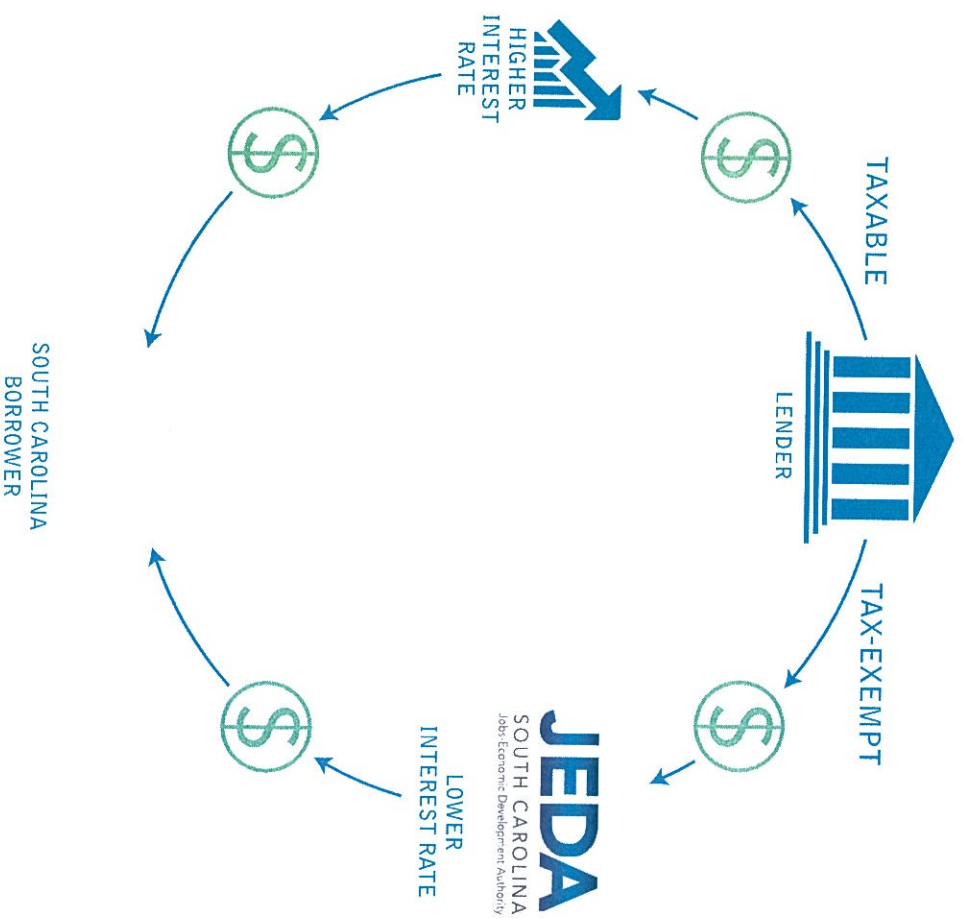 TAXABLE
TAX-EXEMPT
LENDER
HIGHER
INTEREST
RATE
JEDA
SOUTH CAROLINA
Jobs-Economic Development Authority
LOWER
INTEREST RATE
SOUTH CAROLINA
BORROWER